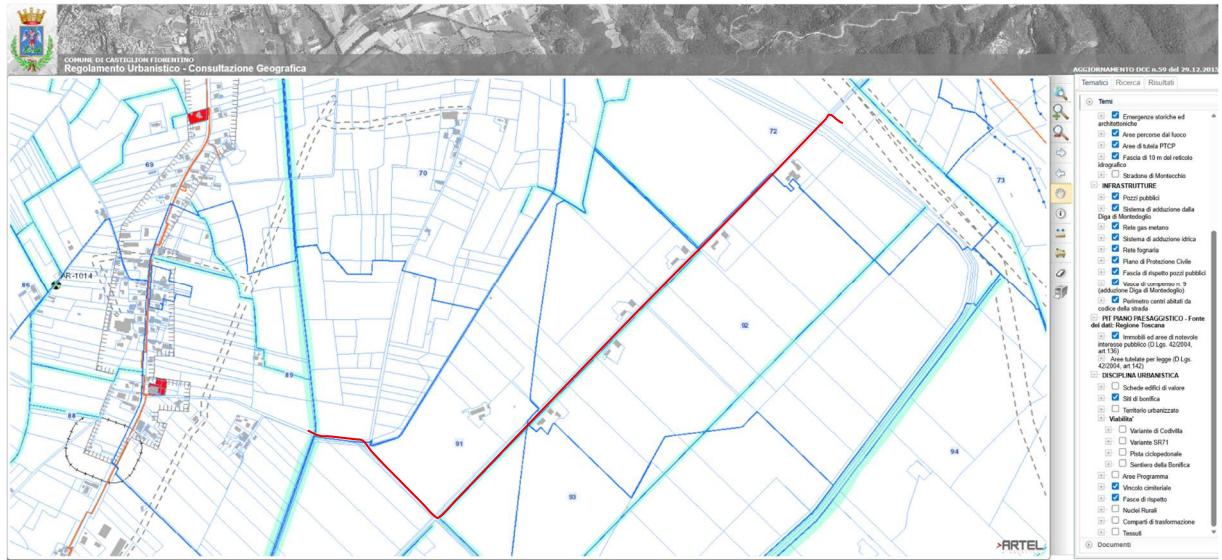 COMUNE DI CASTIGLION FIORENTINO
Regolamento Urbanistico - Consultazione Geografica
AGGIORNAMENTO DCC n.59 del 29.12.2015
Tematici Ricerca Risultati
Temi
Emergenze storiche ed
architettoniche
Aree percorse dal fuoco
Aree di tutela PTCP
Fascia di 10 m del reticolo
idrografico
Stradone di Montecchio
INFRASTRUTTURE
Pozzi pubblici
Sistema di adduzione dalla
Diga di Montedoglio
Rete gas metano
Sistema di adduzione idrica
Rete fognaria
Piano di Protezione Civile
Fascia di rispetto pozzi pubblici
Vasca di compenso n. 9
(adduzione Diga di Montedoglio)
Perimetro centri abitati da
codice della strada
PIT PIANO PAESAGGISTICO - Fonte
dei dati: Regione Toscana
Immobili ed aree di notevole
interesse pubblico (D.Lgs. 42/2004,
art.136)
Aree tutelate per legge (D.Lgs.
42/2004, art.142)
DISCIPLINA URBANISTICA
Schede edifici di valore
Siti di bonifica
Territorio urbanizzato
Viabilita'
Variante di Codivilla
Variante SR71
Pista ciclopedonale
Sentiero della Bonifica
Aree Programma
Vincolo cimiteriale
Fasce di rispetto
Nuclei Rurali
Comparti di trasformazione
Tessuti
Documenti
69
70
72
73
AR-1014
86
92
89
88
91
93
94
>ARTEL